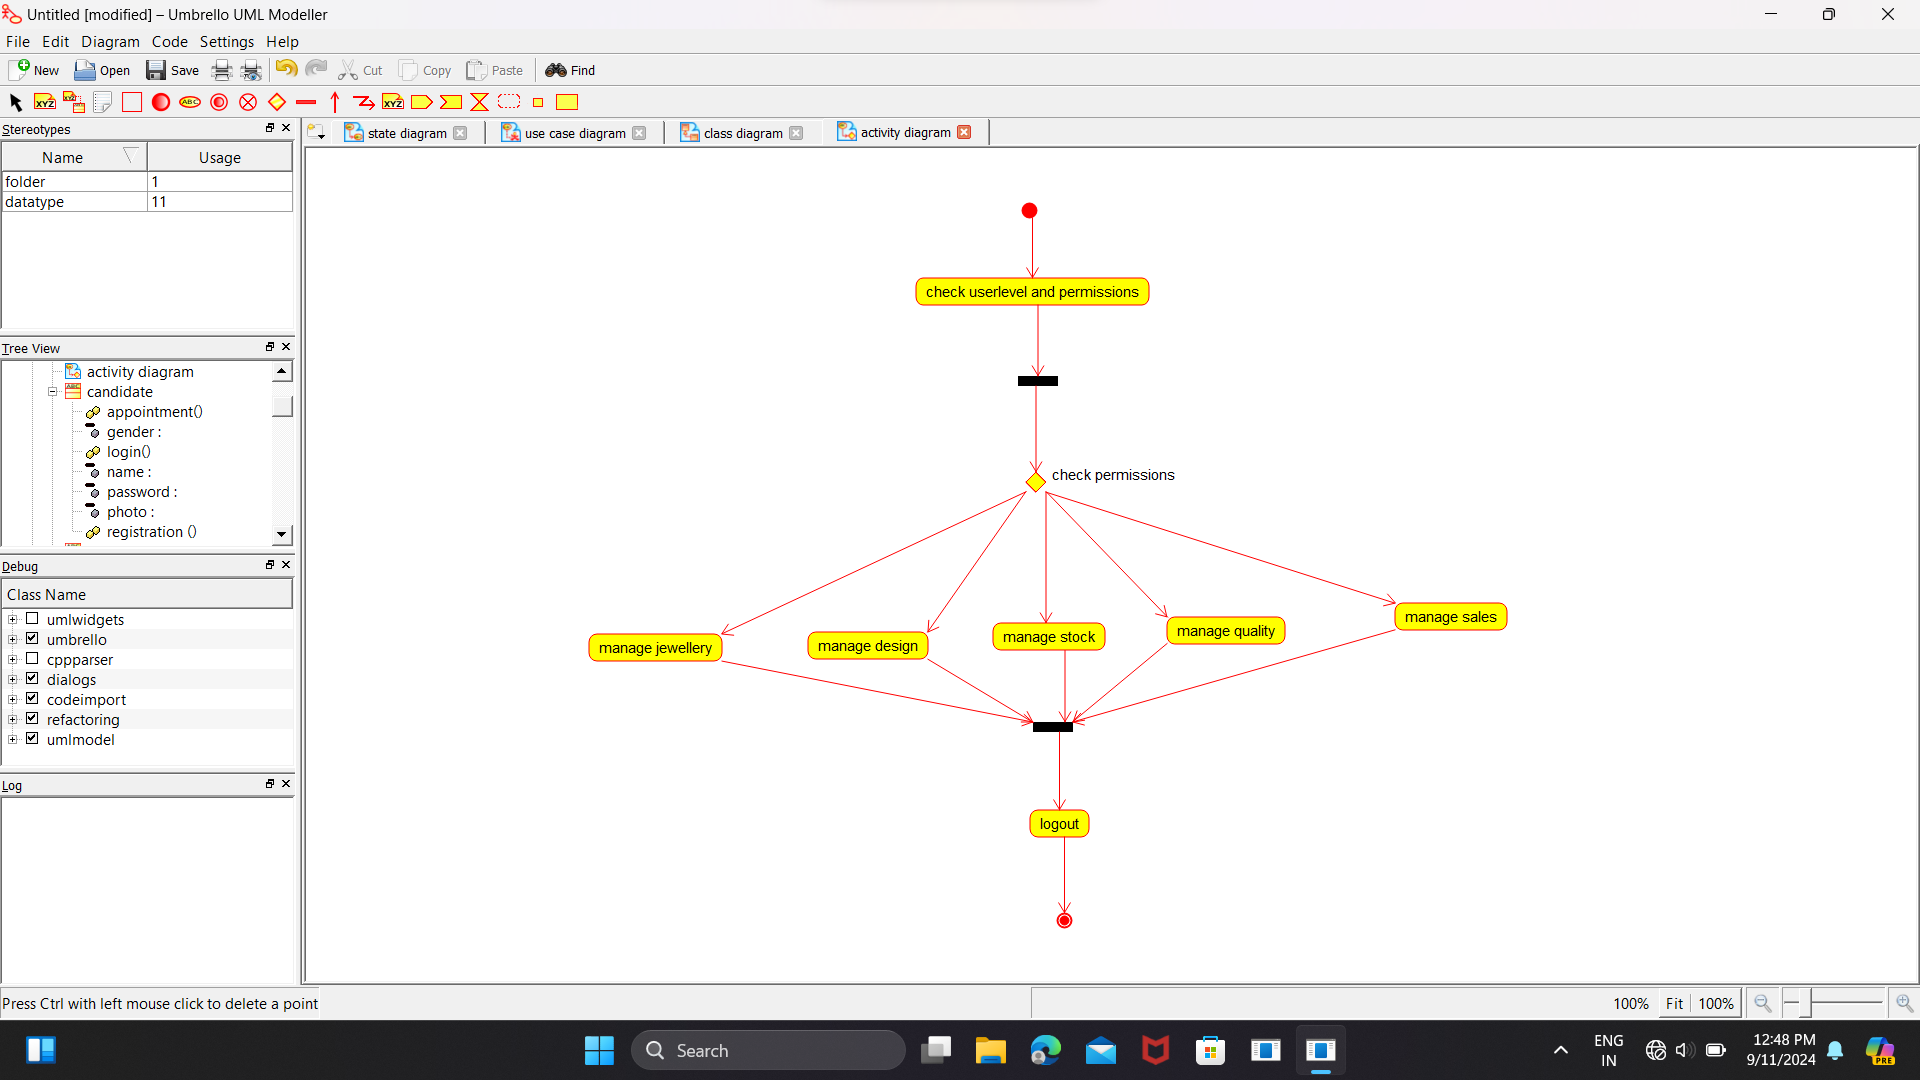 Untitled [modified] – Umbrello UML Modeller
File Edit Diagram Code Settings Help
New Open Save Cut Copy Paste Find
XYZ XYZ ABC XYZ
Stereotypes
Name Usage
folder 1
datatype 11
Tree View
activity diagram
candidate
appointment()
gender :
login()
name :
password :
photo :
registration ()
Debug
Class Name
umlwidgets
umbrello
cppparser
dialogs
codeimport
refactoring
umlmodel
Log
state diagram use case diagram class diagram activity diagram
check userlevel and permissions
check permissions
manage jewellery
manage design
manage stock
manage quality
manage sales
logout
Press Ctrl with left mouse click to delete a point
100% Fit 100%
Search
ENG
IN
12:48 PM
9/11/2024
PRE